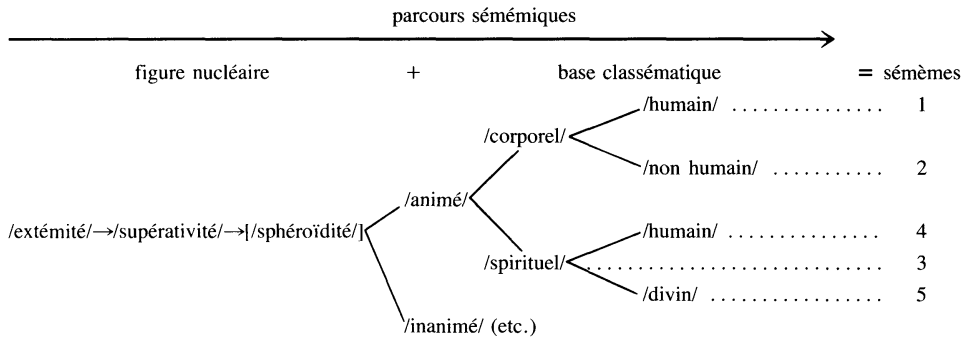 parcours sémémiques
figure nucléaire + base classématique = sémèmes
/humain/ ............... 1
/corporel/
/non humain/ ........... 2
/animé/
/extémité/→/supérativité/→[/sphéroïdité/] /humain/ ............... 4
/spirituel/ .............................. 3
/divin/ ................. 5
/inanimé/ (etc.)